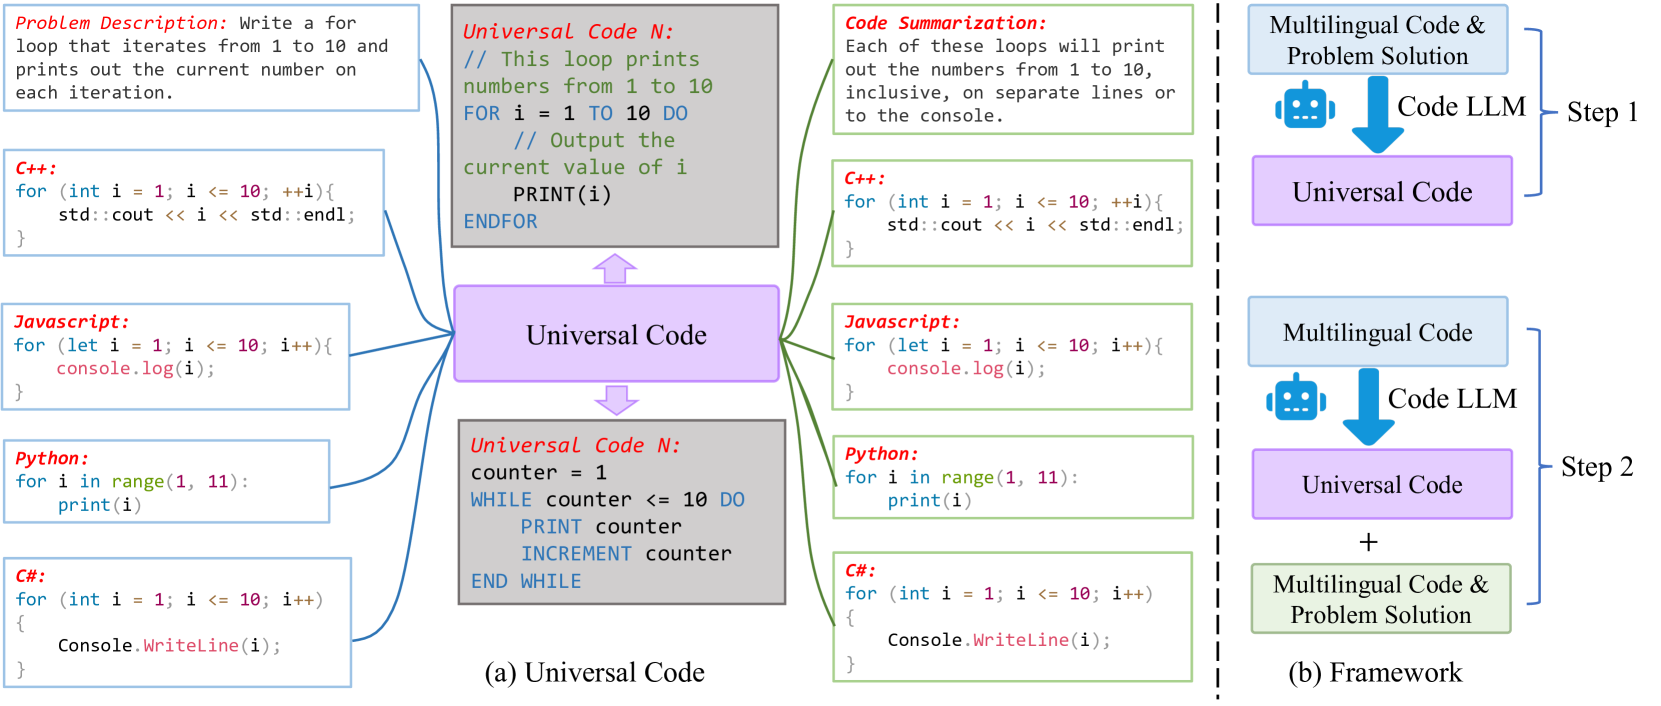 Problem Description: Write a for
loop that iterates from 1 to 10 and
prints out the current number on
each iteration.
C++:
for (int i = 1; i <= 10; ++i){
    std::cout << i << std::endl;
}
Javascript:
for (let i = 1; i <= 10; i++){
    console.log(i);
}
Python:
for i in range(1, 11):
    print(i)
C#:
for (int i = 1; i <= 10; i++)
{
    Console.WriteLine(i);
}
Universal Code N:
// This loop prints
numbers from 1 to 10
FOR i = 1 TO 10 DO
    // Output the
current value of i
    PRINT(i)
ENDFOR
Universal Code
Universal Code N:
counter = 1
WHILE counter <= 10 DO
    PRINT counter
    INCREMENT counter
END WHILE
(a) Universal Code
Code Summarization:
Each of these loops will print
out the numbers from 1 to 10,
inclusive, on separate lines or
to the console.
C++:
for (int i = 1; i <= 10; ++i){
    std::cout << i << std::endl;
}
Javascript:
for (let i = 1; i <= 10; i++){
    console.log(i);
}
Python:
for i in range(1, 11):
    print(i)
C#:
for (int i = 1; i <= 10; i++)
{
    Console.WriteLine(i);
}
Multilingual Code &
Problem Solution
Code LLM
Step 1
Universal Code
Multilingual Code
Code LLM
Step 2
Universal Code
+
Multilingual Code &
Problem Solution
(b) Framework